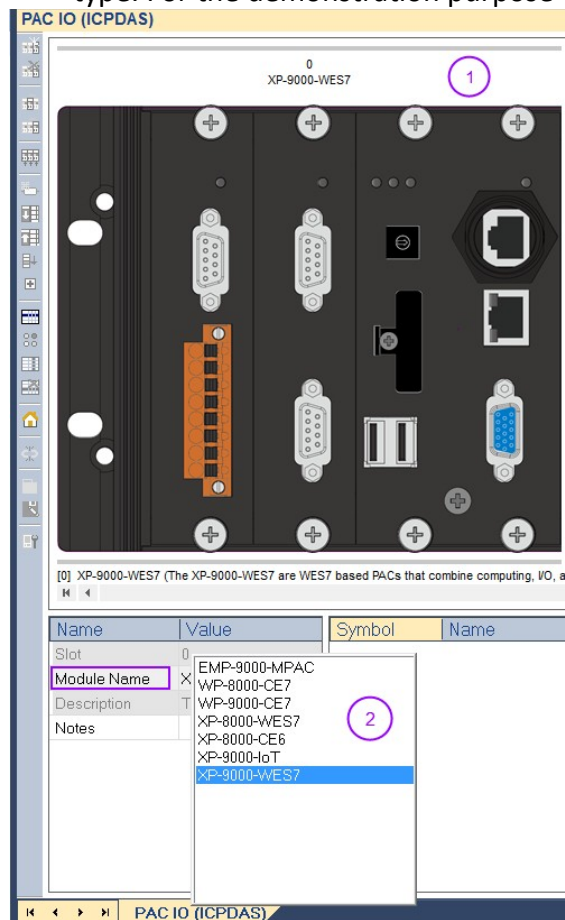 type. For the demonstration purpose
PAC IO (ICPDAS)
0
XP-9000-WES7
1
[0] XP-9000-WES7 (The XP-9000-WES7 are WES7 based PACs that combine computing, I/O, a
Name Value Symbol Name
Slot 0
Module Name X
Description T
Notes
EMP-9000-MPAC
WP-8000-CE7
WP-9000-CE7
XP-8000-WES7
XP-8000-CE6
XP-9000-IoT
XP-9000-WES7
2
PAC IO (ICPDAS)